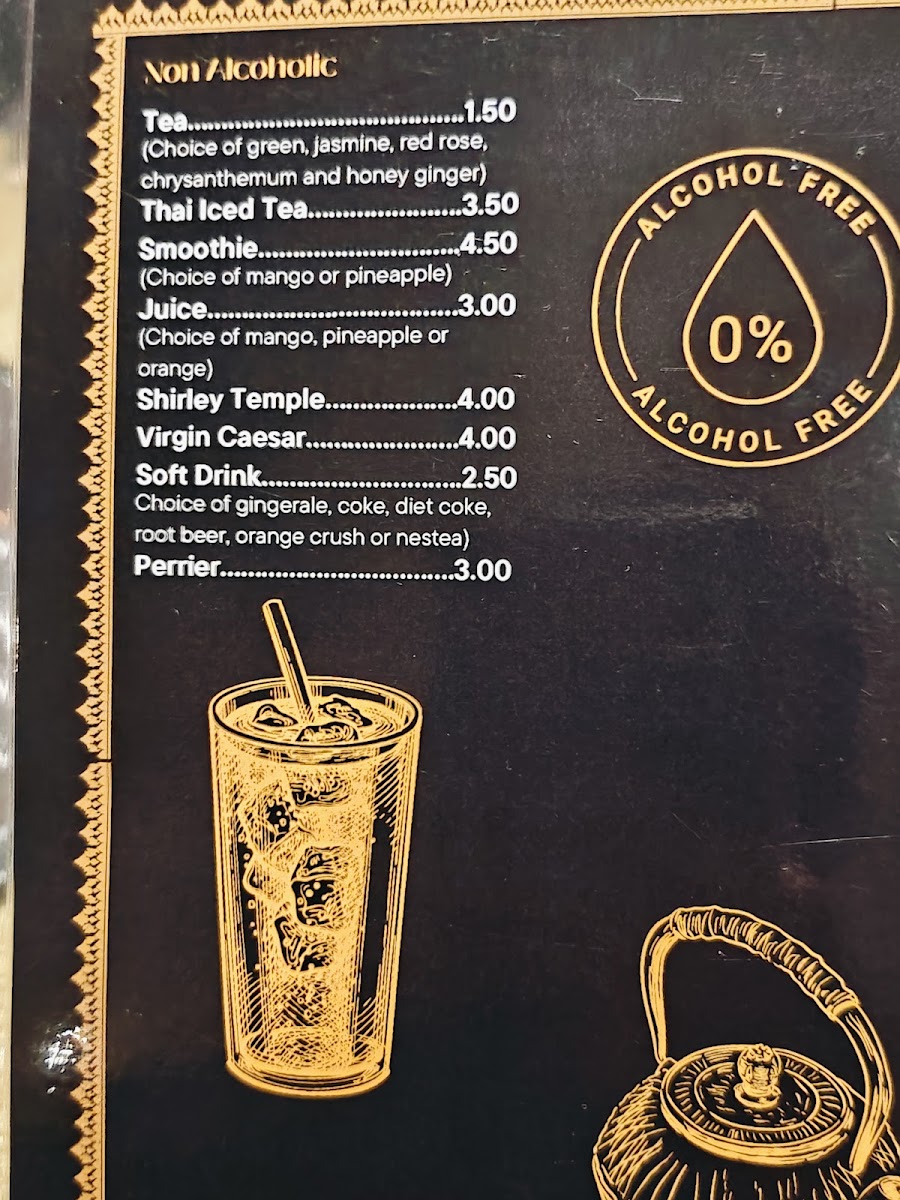 Non Alcoholic
Tea..........................................1.50
(Choice of green, jasmine, red rose,
chrysanthemum and honey ginger)
Thai Iced Tea.......................3.50
Smoothie..............................4.50
(Choice of mango or pineapple)
Juice.....................................3.00
(Choice of mango, pineapple or
orange)
Shirley Temple....................4.00
Virgin Caesar.......................4.00
Soft Drink..............................2.50
Choice of gingerale, coke, diet coke,
root beer, orange crush or nestea)
Perrier...................................3.00
ALCOHOL FREE
0%
ALCOHOL FREE